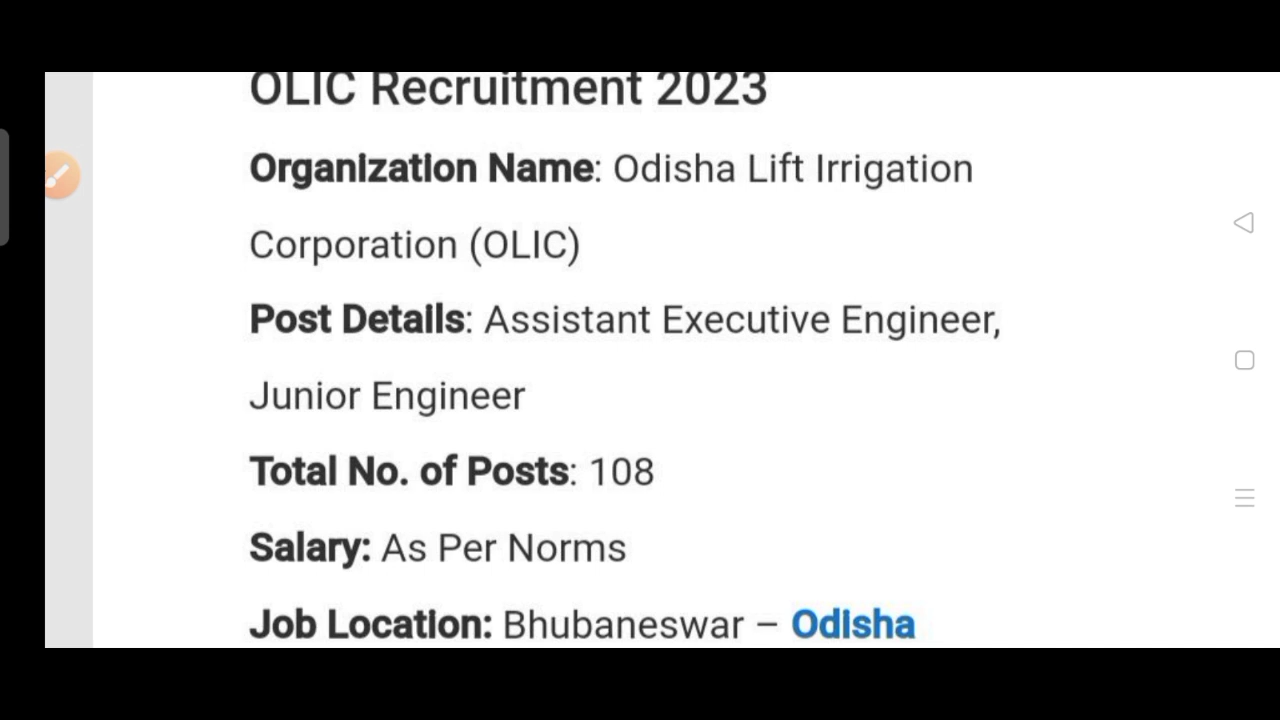 OLIC Recruitment 2023
Organization Name: Odisha Lift Irrigation
Corporation (OLIC)
Post Details: Assistant Executive Engineer,
Junior Engineer
Total No. of Posts: 108
Salary: As Per Norms
Job Location: Bhubaneswar – Odisha